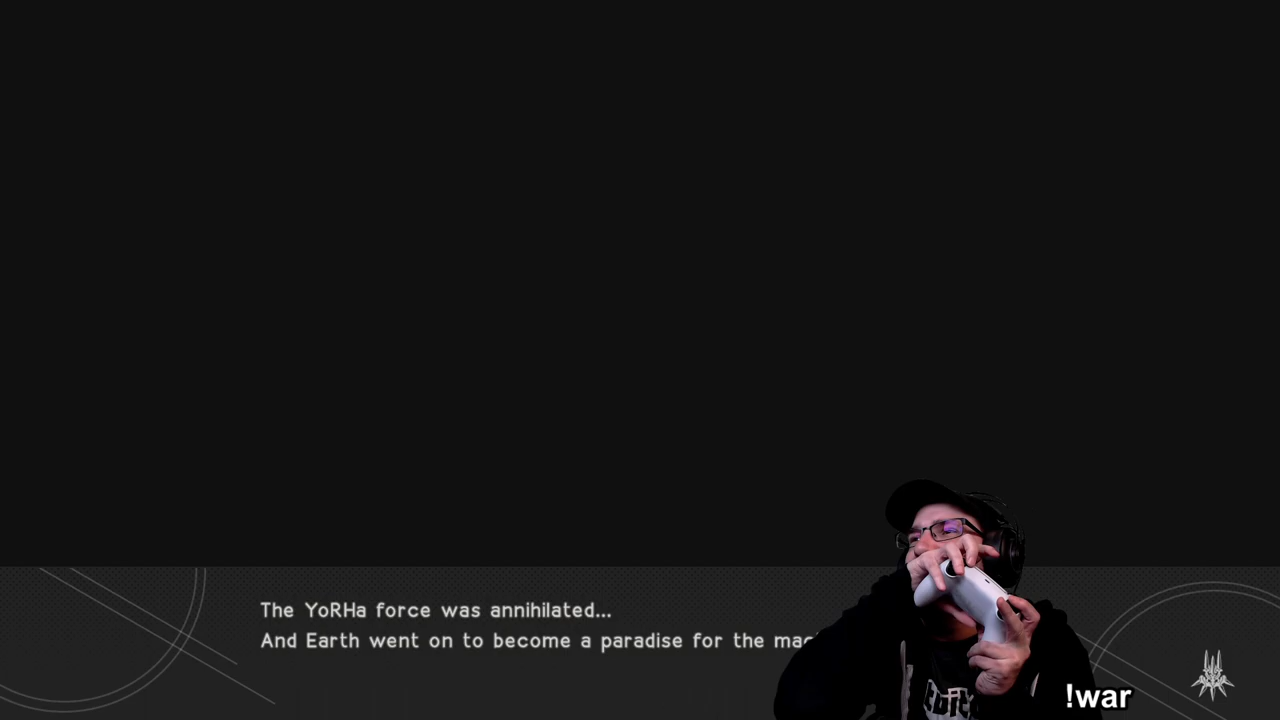 The YoRHa force was annihilated...
And Earth went on to become a paradise for the
!war